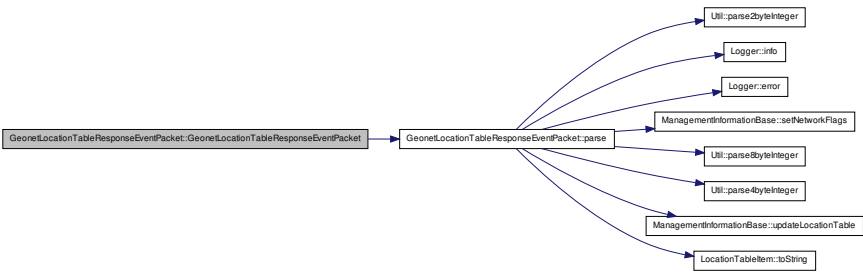 GeonetLocationTableResponseEventPacket::GeonetLocationTableResponseEventPacket
GeonetLocationTableResponseEventPacket::parse
Util::parse2byteInteger
Logger::info
Logger::error
ManagementInformationBase::setNetworkFlags
Util::parse8byteInteger
Util::parse4byteInteger
ManagementInformationBase::updateLocationTable
LocationTableItem::toString